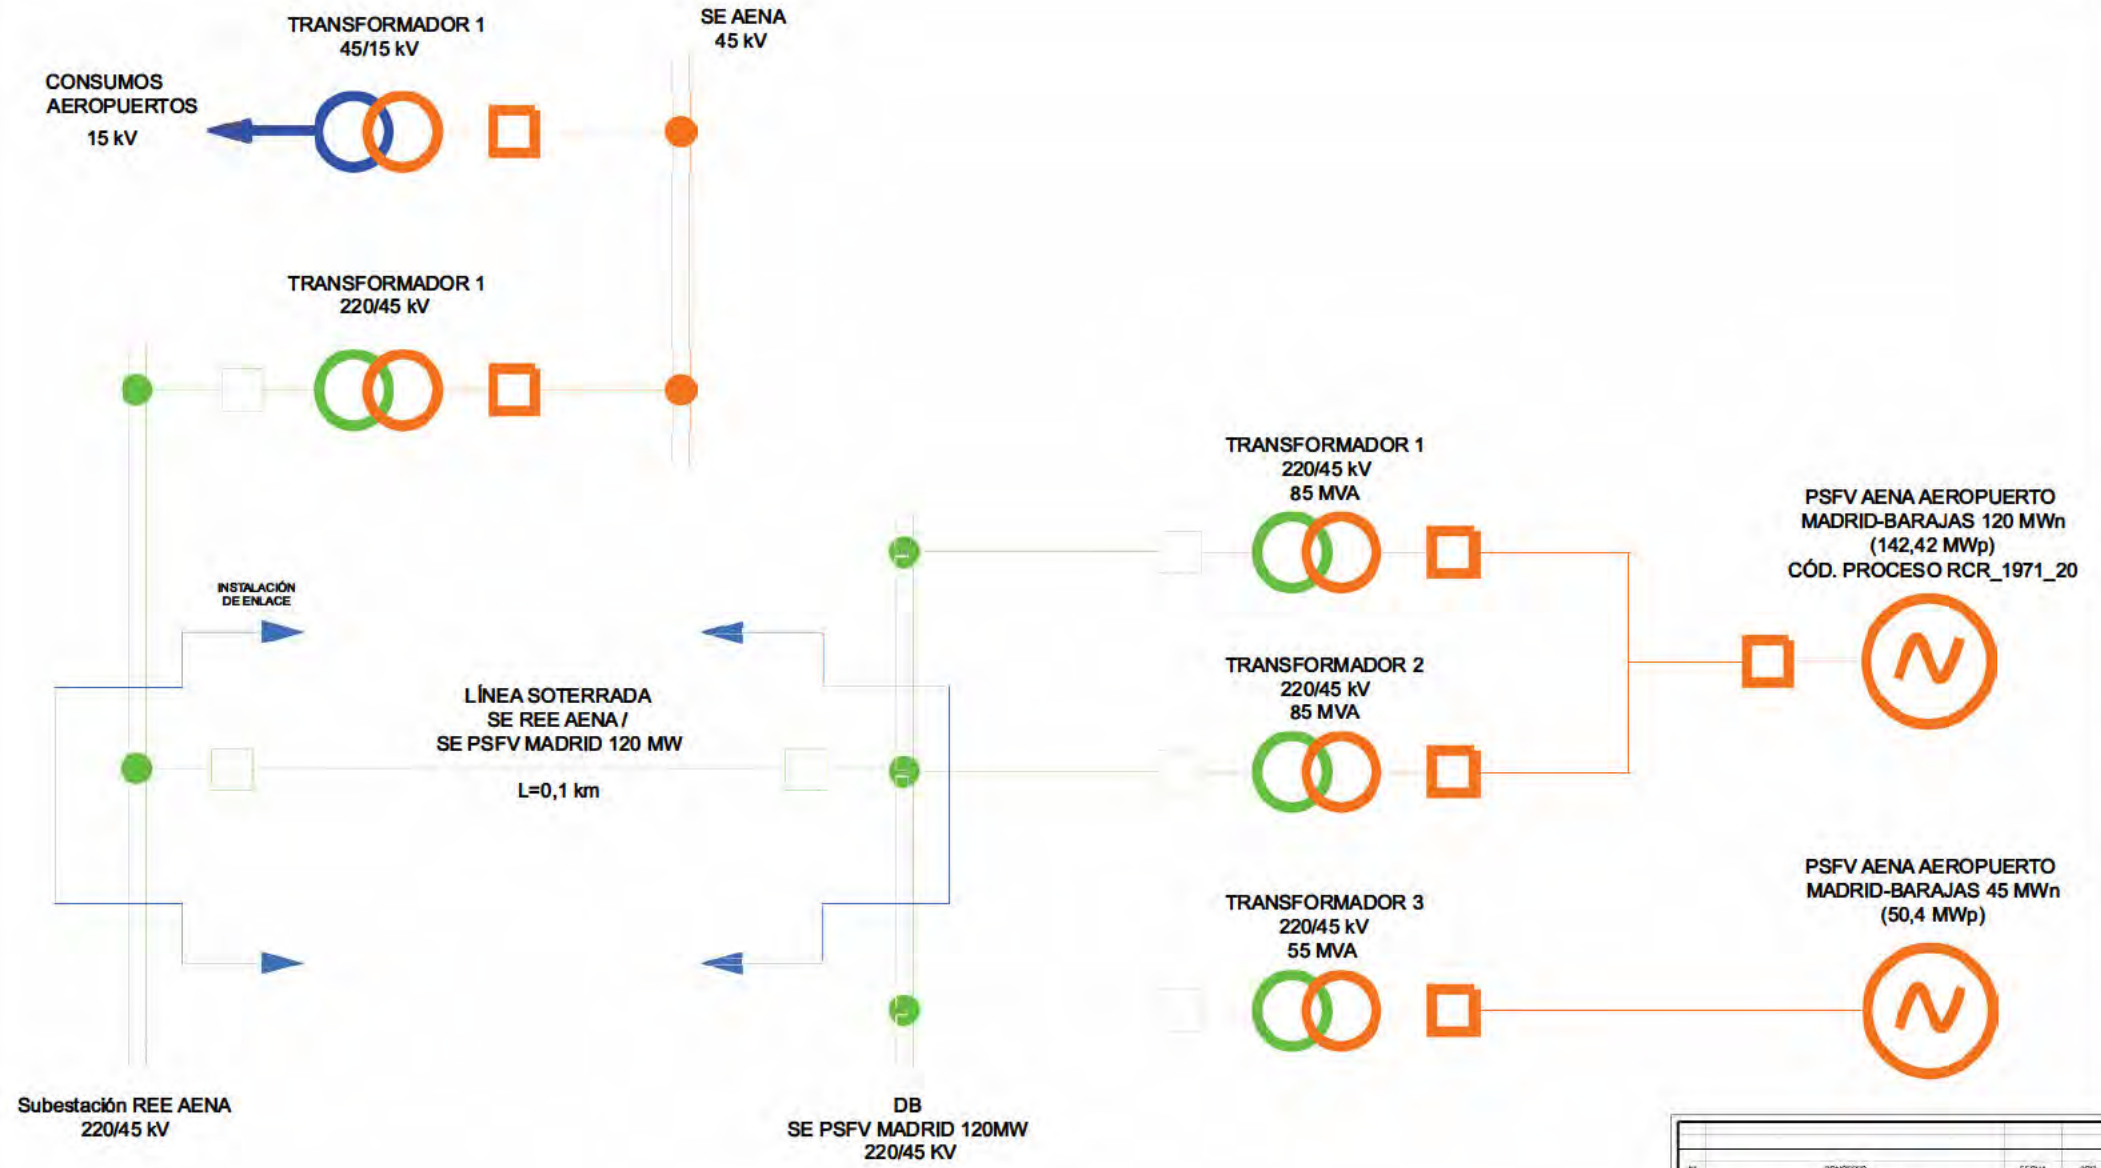 TRANSFORMADOR 1
45/15 kV
SE AENA
45 kV
CONSUMOS
AEROPUERTOS
15 kV
TRANSFORMADOR 1
220/45 kV
TRANSFORMADOR 1
220/45 kV
85 MVA
PSFV AENA AEROPUERTO
MADRID-BARAJAS 120 MWn
(142,42 MWp)
CÓD. PROCESO RCR_1971_20
INSTALACIÓN
DE ENLACE
LÍNEA SOTERRADA
SE REE AENA /
SE PSFV MADRID 120 MW
L=0,1 km
TRANSFORMADOR 2
220/45 kV
85 MVA
PSFV AENA AEROPUERTO
MADRID-BARAJAS 45 MWn
(50,4 MWp)
TRANSFORMADOR 3
220/45 kV
55 MVA
Subestación REE AENA
220/45 kV
DB
SE PSFV MADRID 120MW
220/45 KV